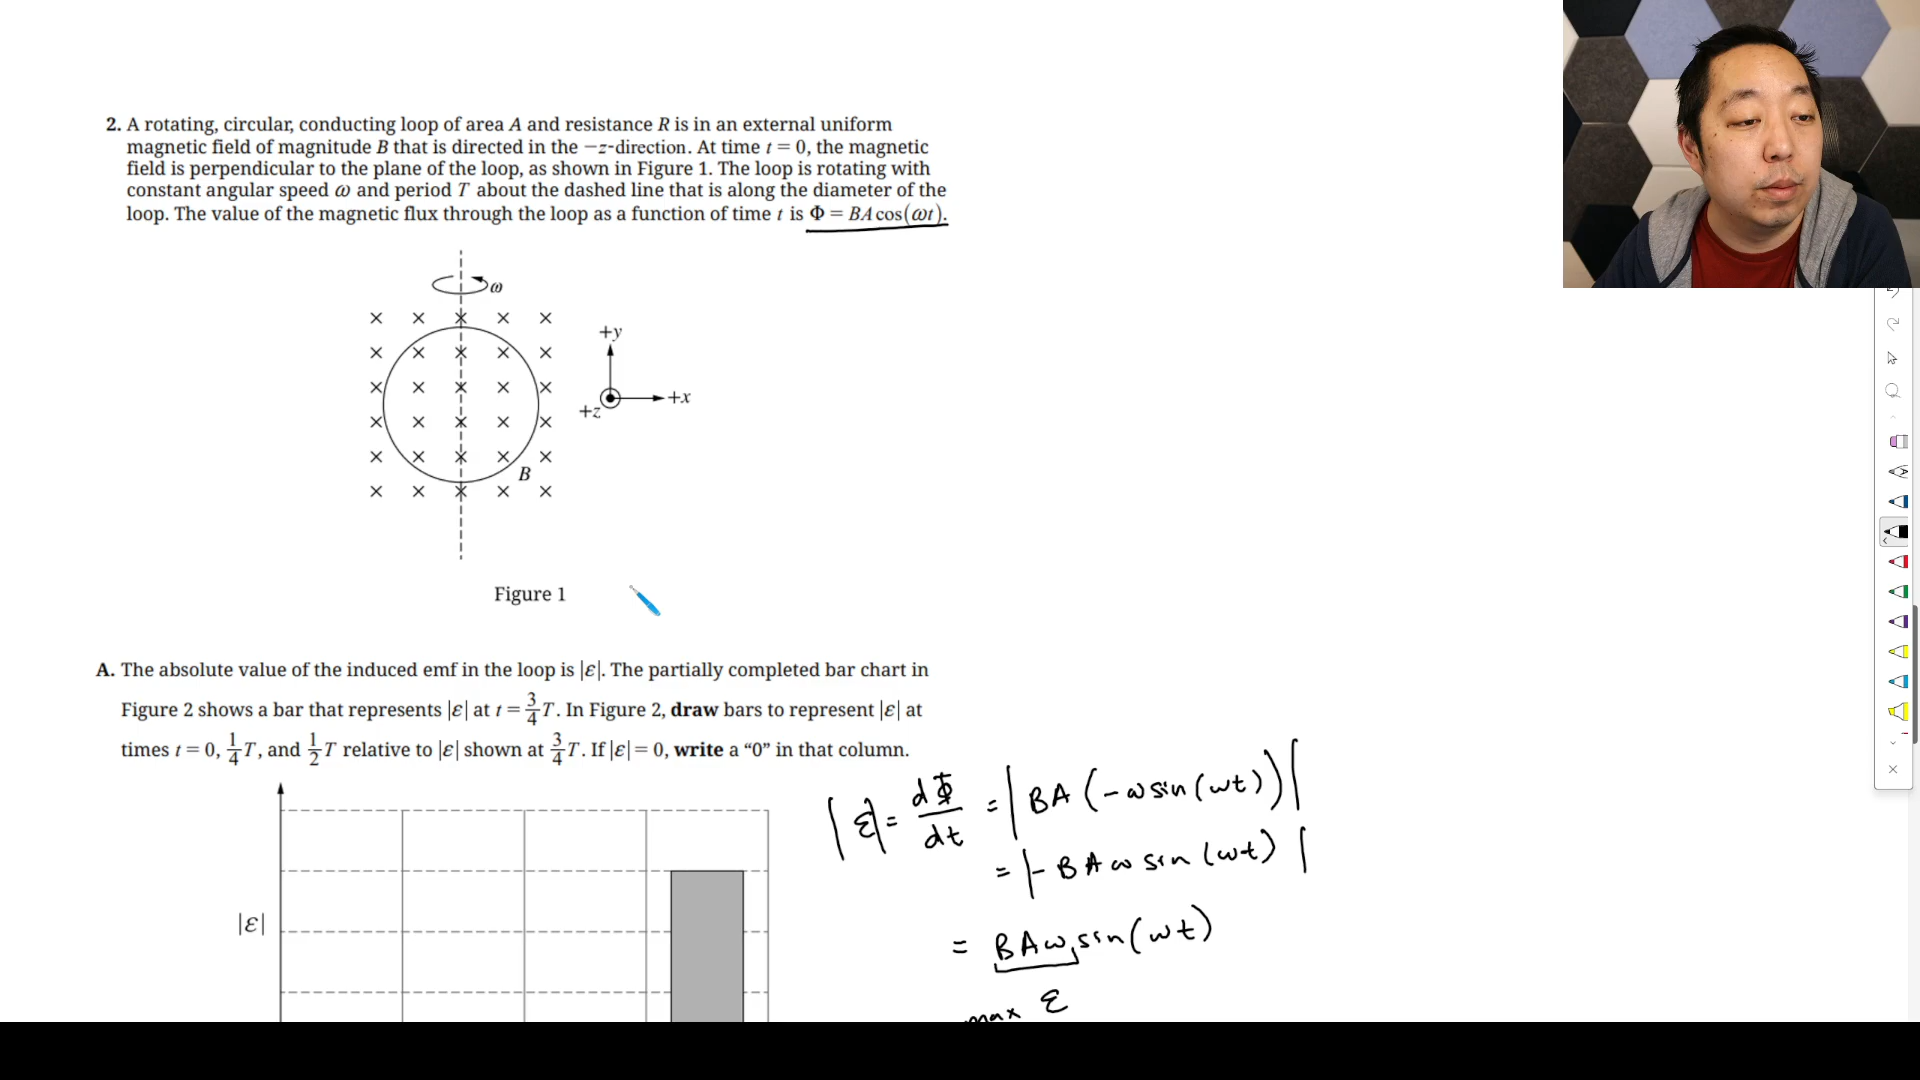 2. A rotating, circular, conducting loop of area A and resistance R is in an external uniform
magnetic field of magnitude B that is directed in the −z-direction. At time t = 0, the magnetic
field is perpendicular to the plane of the loop, as shown in Figure 1. The loop is rotating with
constant angular speed ω and period T about the dashed line that is along the diameter of the
loop. The value of the magnetic flux through the loop as a function of time t is Φ = BA cos(ωt).
ω
+y
+x
+z
B
Figure 1
A. The absolute value of the induced emf in the loop is |ε|. The partially completed bar chart in
Figure 2 shows a bar that represents |ε| at t = 3/4 T. In Figure 2, draw bars to represent |ε| at
times t = 0, 1/4 T, and 1/2 T relative to |ε| shown at 3/4 T. If |ε| = 0, write a “0” in that column.
|ε| = dΦ/dt = |BA(−ω sin(ωt))|
= |−BAω sin(ωt)|
= BAω sin(ωt)
max ε
|ε|